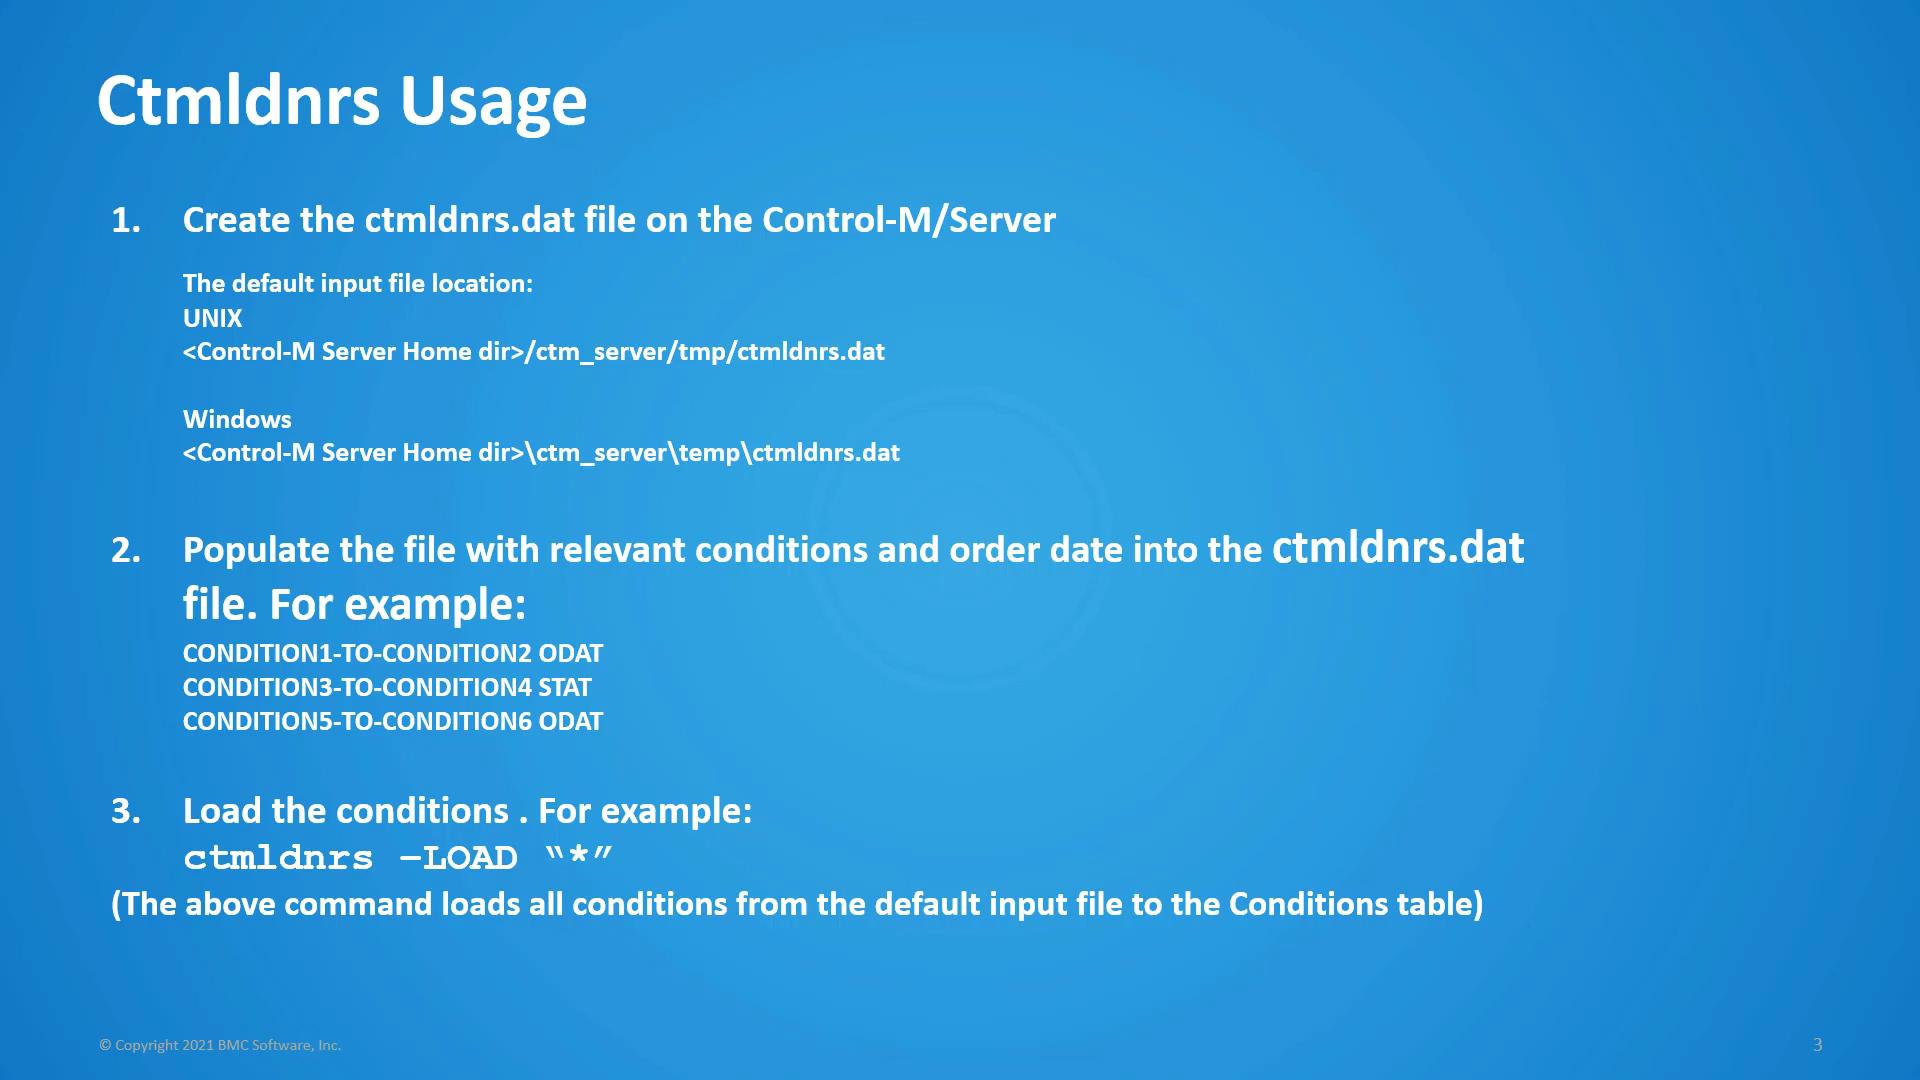 Ctmldnrs Usage
1. Create the ctmldnrs.dat file on the Control-M/Server
The default input file location:
UNIX
<Control-M Server Home dir>/ctm_server/tmp/ctmldnrs.dat
Windows
<Control-M Server Home dir>\ctm_server\temp\ctmldnrs.dat
2. Populate the file with relevant conditions and order date into the ctmldnrs.dat
file. For example:
CONDITION1-TO-CONDITION2 ODAT
CONDITION3-TO-CONDITION4 STAT
CONDITION5-TO-CONDITION6 ODAT
3. Load the conditions . For example:
ctmldnrs –LOAD “*”
(The above command loads all conditions from the default input file to the Conditions table)
© Copyright 2021 BMC Software, Inc.
3